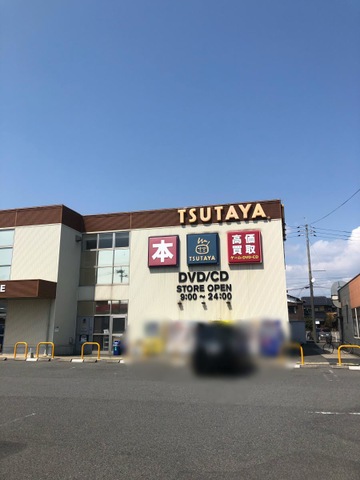 TSUTAYA
本
TSUTAYA
高価
買取
ゲーム・DVD・CD
DVD/CD
STORE OPEN
9:00~24:00